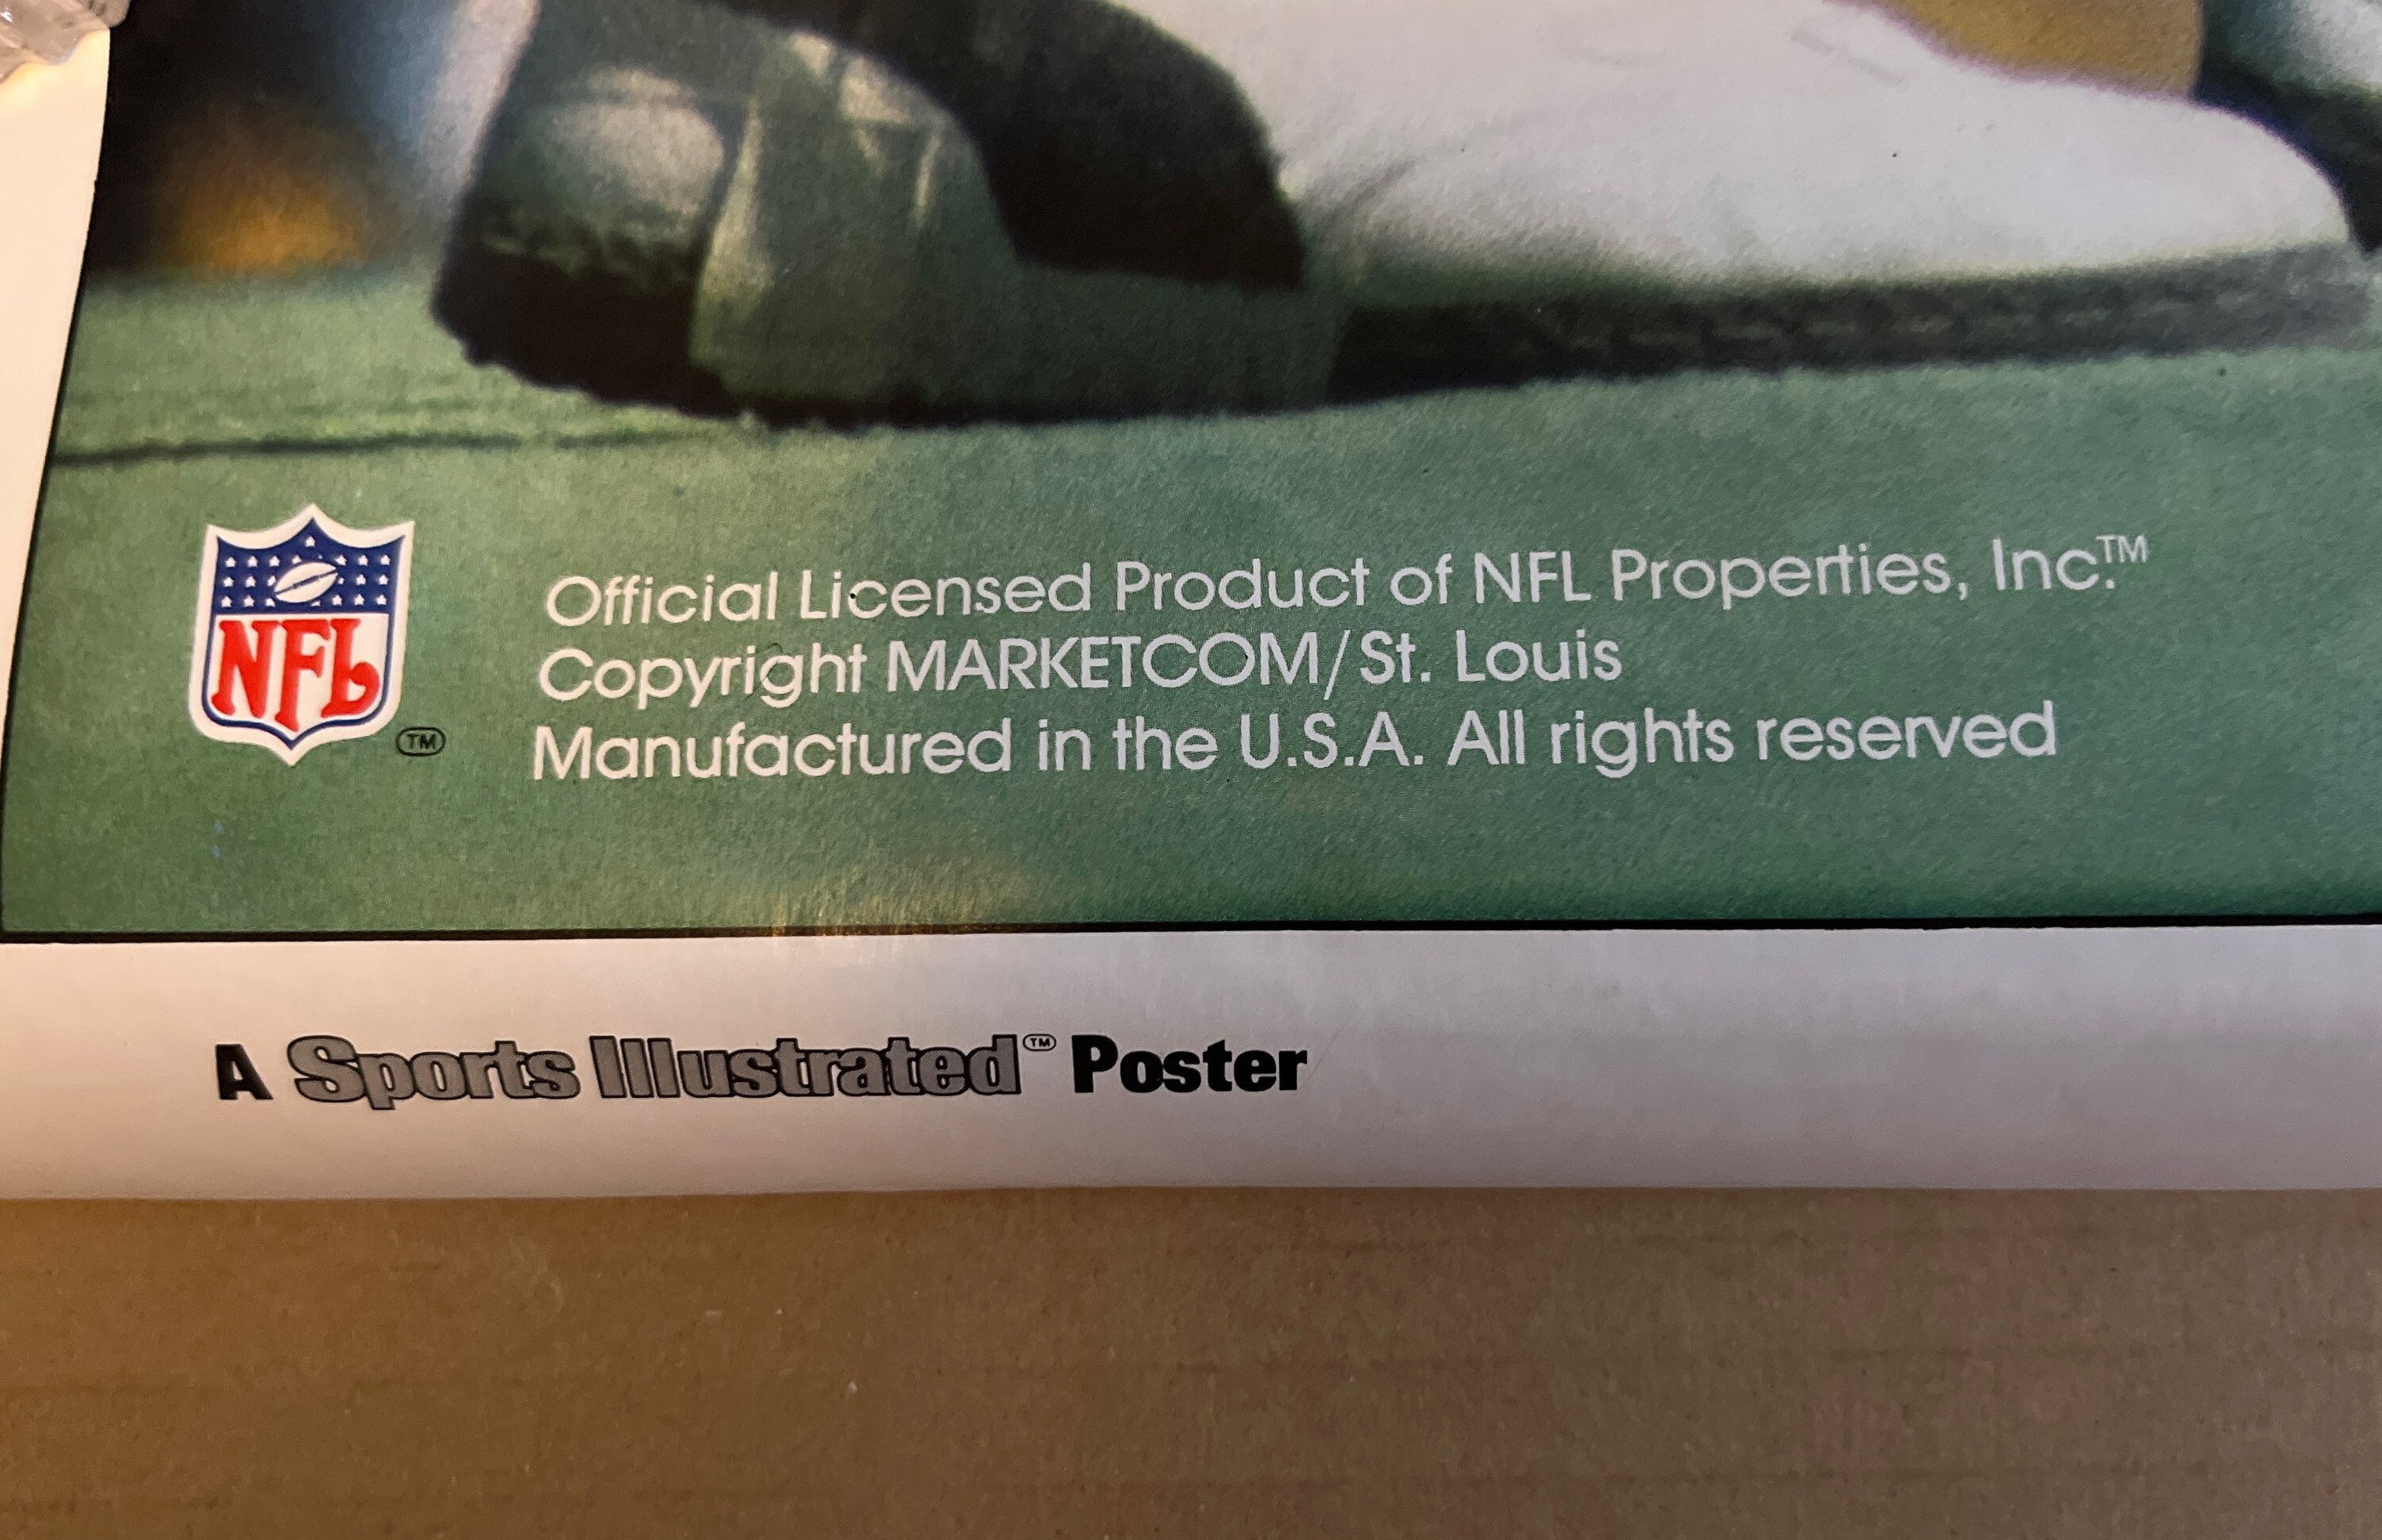 NFL
TM
Official Licensed Product of NFL Properties, Inc.™
Copyright MARKETCOM/St. Louis
Manufactured in the U.S.A. All rights reserved
A Sports Illustrated™ Poster